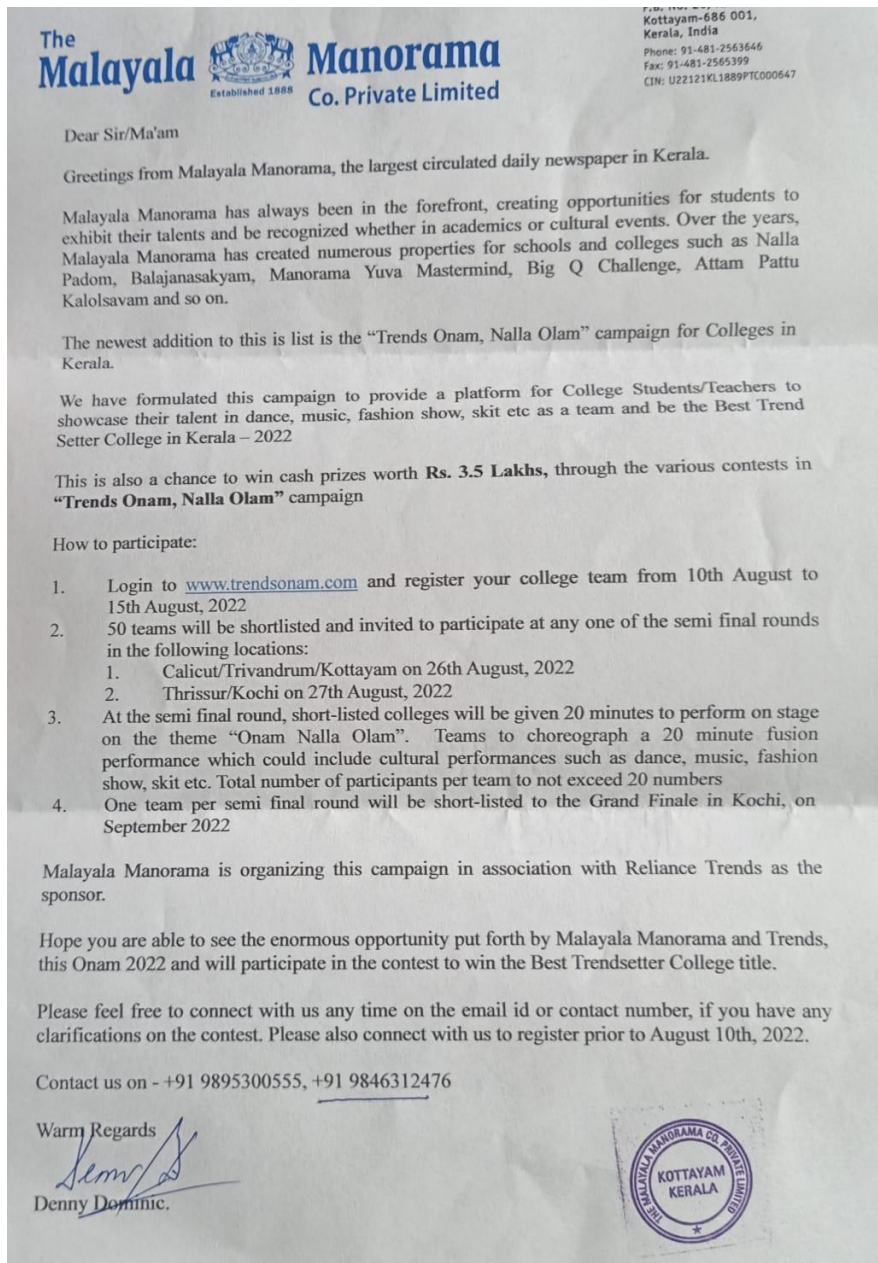 The
Malayala Manorama
Established 1888
Co. Private Limited
Kottayam-686 001,
Kerala, India
Phone: 91-481-2563646
Fax: 91-481-2565399
CIN: U22121KL1889PTC000647
Dear Sir/Ma'am
Greetings from Malayala Manorama, the largest circulated daily newspaper in Kerala.
Malayala Manorama has always been in the forefront, creating opportunities for students to
exhibit their talents and be recognized whether in academics or cultural events. Over the years,
Malayala Manorama has created numerous properties for schools and colleges such as Nalla
Padom, Balajanasakyam, Manorama Yuva Mastermind, Big Q Challenge, Attam Pattu
Kalolsavam and so on.
The newest addition to this is list is the “Trends Onam, Nalla Olam” campaign for Colleges in
Kerala.
We have formulated this campaign to provide a platform for College Students/Teachers to
showcase their talent in dance, music, fashion show, skit etc as a team and be the Best Trend
Setter College in Kerala – 2022
This is also a chance to win cash prizes worth Rs. 3.5 Lakhs, through the various contests in
“Trends Onam, Nalla Olam” campaign
How to participate:
1. Login to www.trendsonam.com and register your college team from 10th August to
15th August, 2022
2. 50 teams will be shortlisted and invited to participate at any one of the semi final rounds
in the following locations:
1. Calicut/Trivandrum/Kottayam on 26th August, 2022
2. Thrissur/Kochi on 27th August, 2022
3. At the semi final round, short-listed colleges will be given 20 minutes to perform on stage
on the theme “Onam Nalla Olam”. Teams to choreograph a 20 minute fusion
performance which could include cultural performances such as dance, music, fashion
show, skit etc. Total number of participants per team to not exceed 20 numbers
4. One team per semi final round will be short-listed to the Grand Finale in Kochi, on
September 2022
Malayala Manorama is organizing this campaign in association with Reliance Trends as the
sponsor.
Hope you are able to see the enormous opportunity put forth by Malayala Manorama and Trends,
this Onam 2022 and will participate in the contest to win the Best Trendsetter College title.
Please feel free to connect with us any time on the email id or contact number, if you have any
clarifications on the contest. Please also connect with us to register prior to August 10th, 2022.
Contact us on - +91 9895300555, +91 9846312476
Warm Regards
Denny Dominic.
THE MALAYALA MANORAMA CO. PRIVATE LIMITED
KOTTAYAM
KERALA